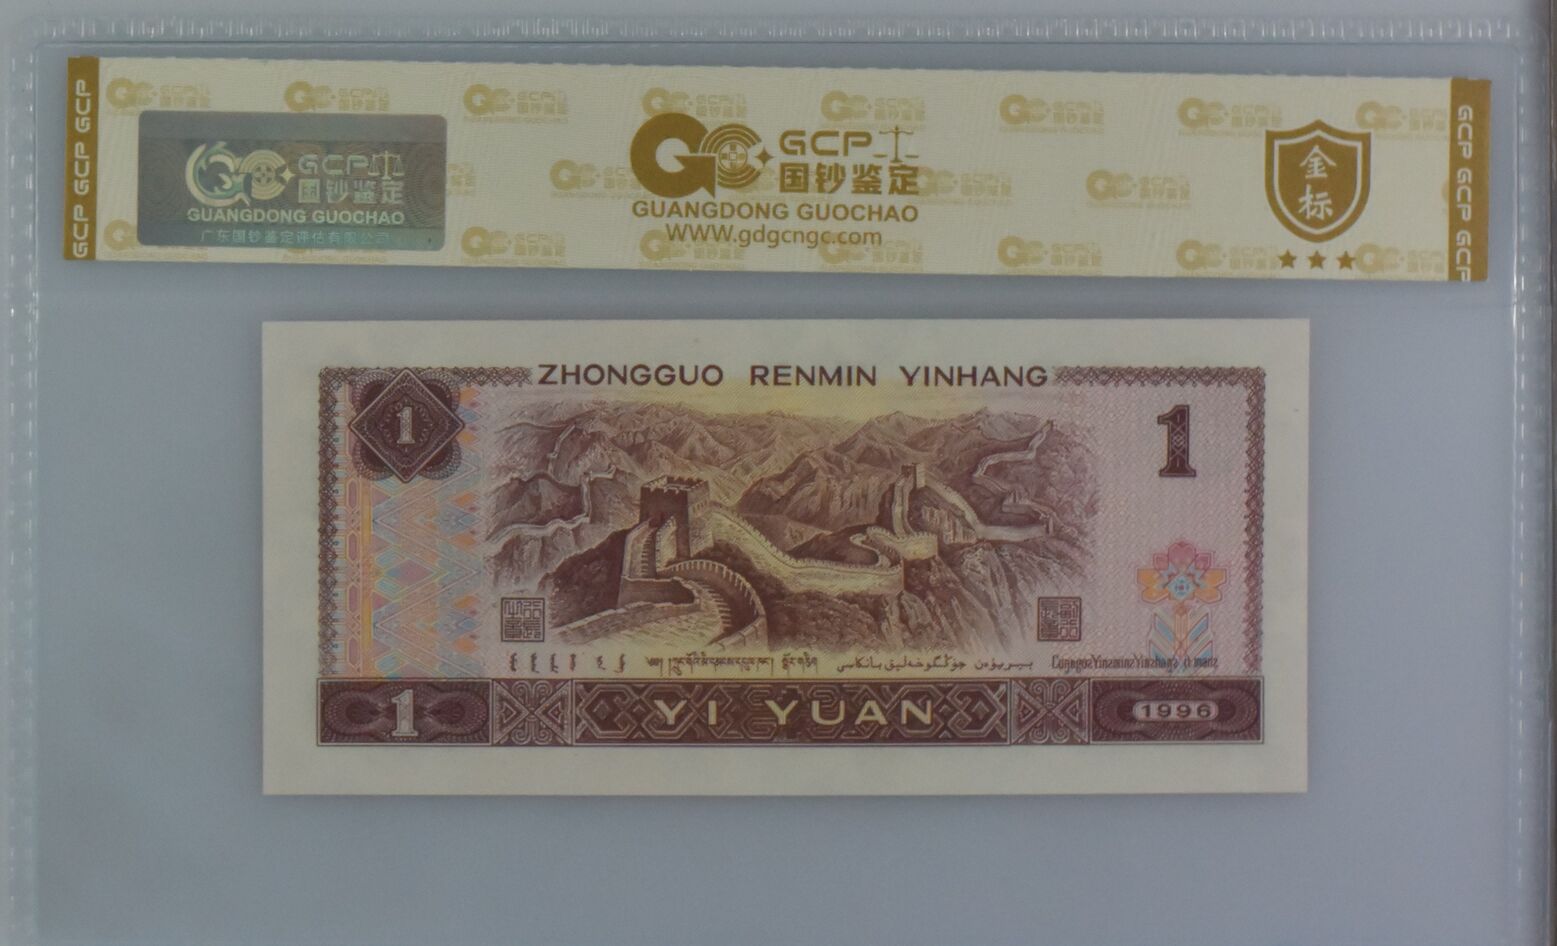 GCP GCP GCP
GCP
国钞鉴定
GUANGDONG GUOCHAO
广东国钞鉴定评估有限公司
GCP
国钞鉴定
GUANGDONG GUOCHAO
WWW.gdgcngc.com
金标
GCP GCP GCP
ZHONGGUO RENMIN YINHANG
1
1
1
YI YUAN
1996